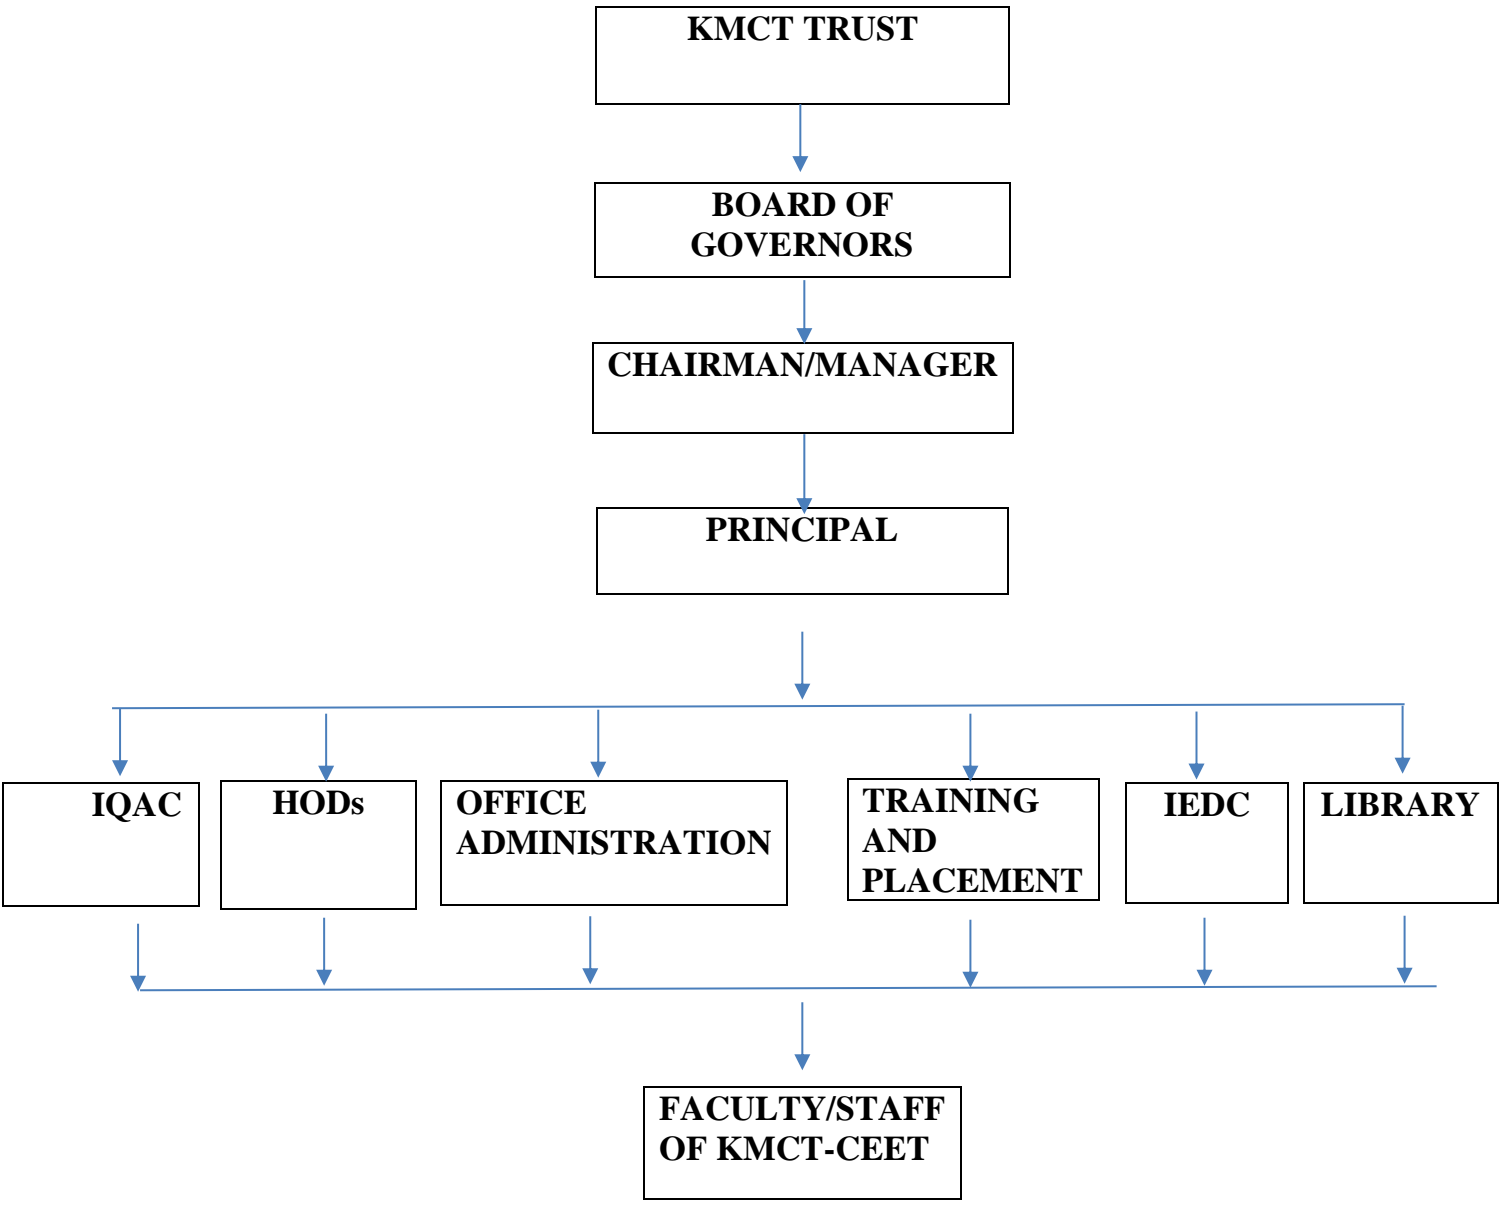 KMCT TRUST
BOARD OF
GOVERNORS
CHAIRMAN/MANAGER
PRINCIPAL
IQAC
HODs
OFFICE
ADMINISTRATION
TRAINING
AND
PLACEMENT
IEDC
LIBRARY
FACULTY/STAFF
OF KMCT-CEET